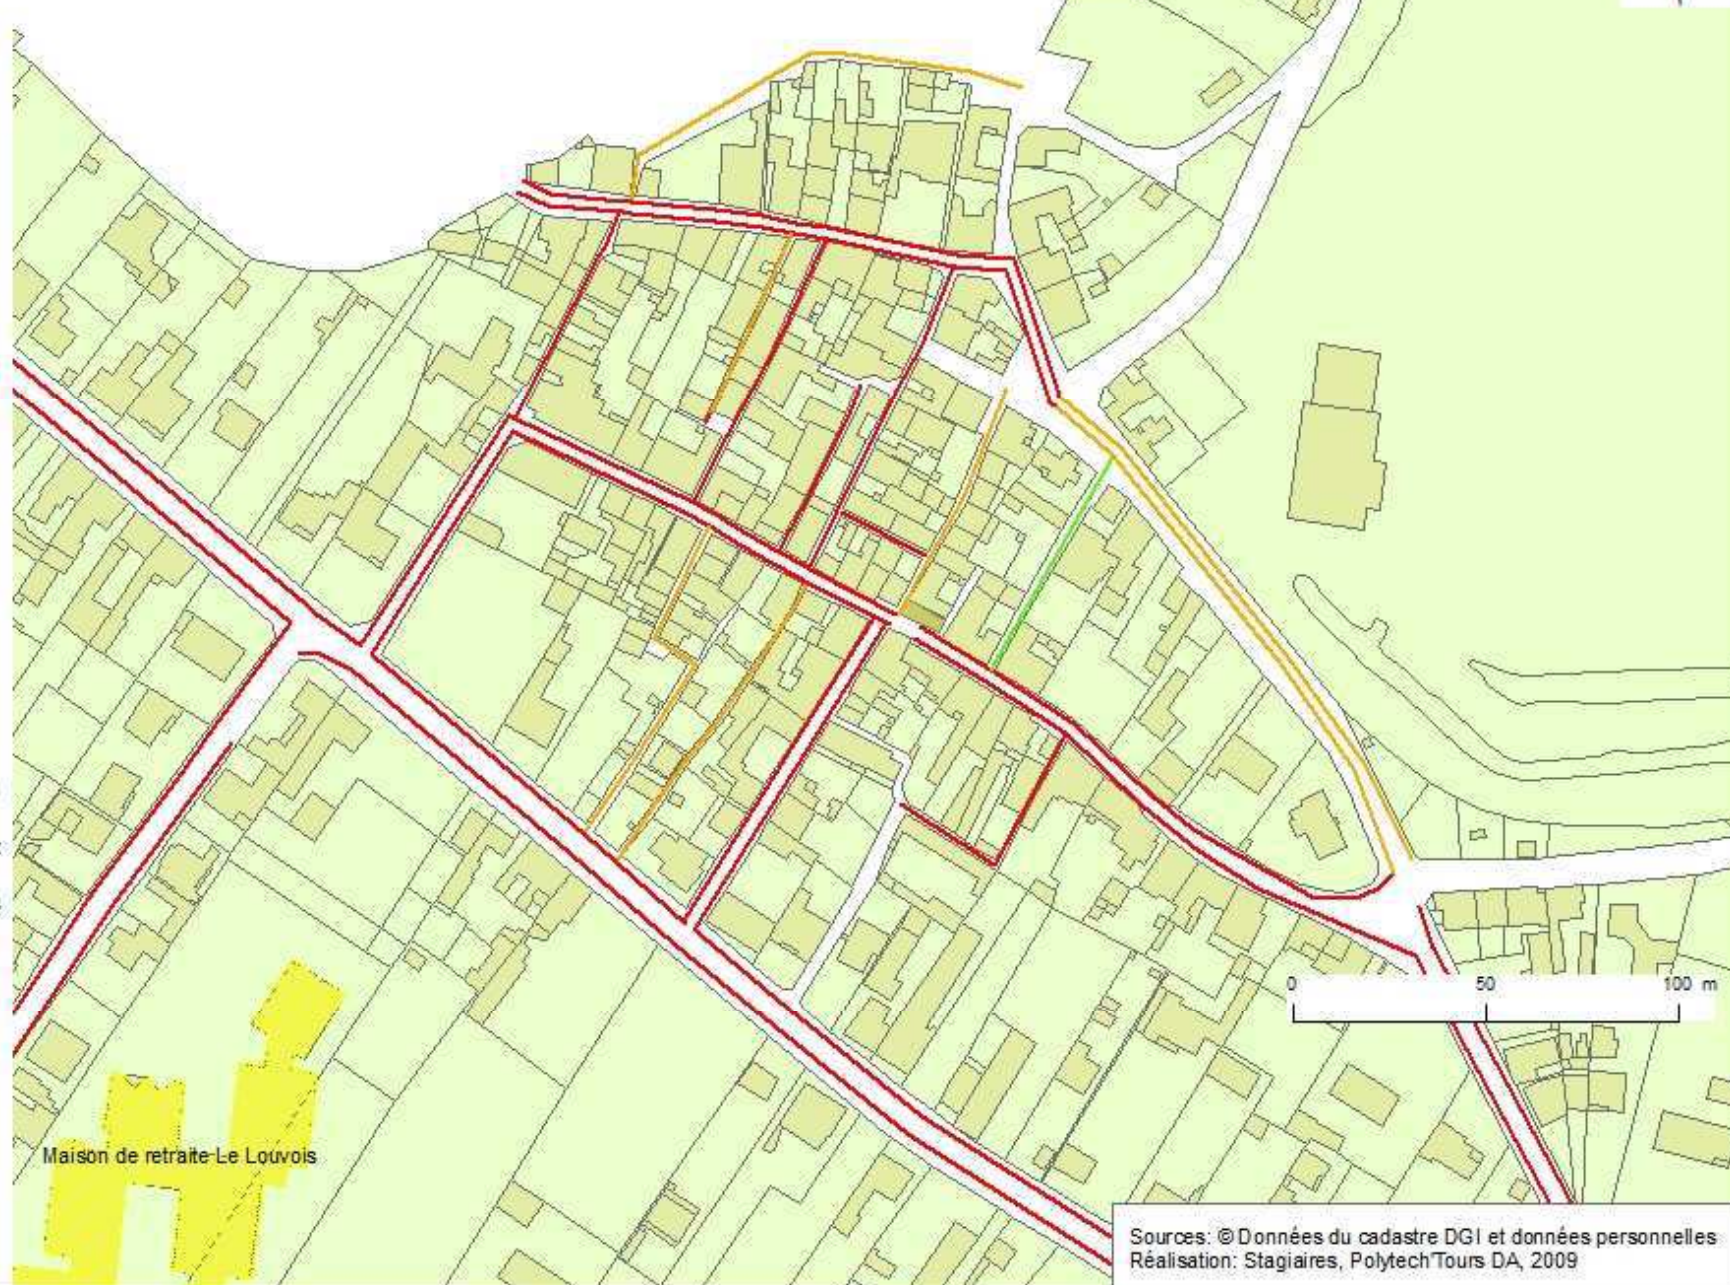 0 50 100 m
Maison de retraite Le Louvois
Sources: © Données du cadastre DGI et données personnelles
Réalisation: Stagiaires, Polytech'Tours DA, 2009